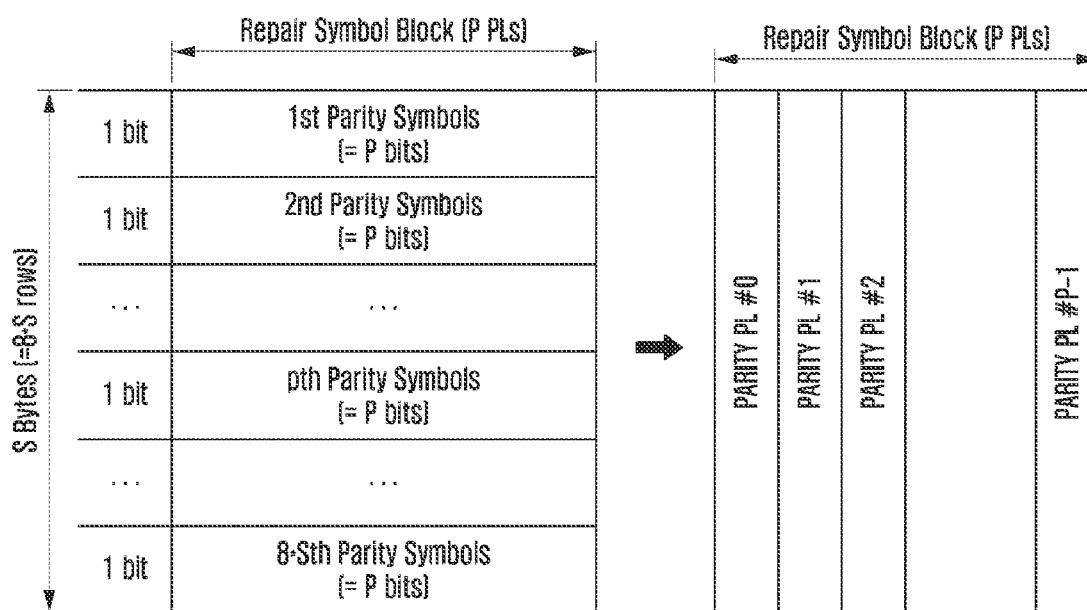 Repair Symbol Block (P PLs)
Repair Symbol Block (P PLs)
S Bytes (=8*S rows)
1 bit
1st Parity Symbols
(= P bits)
1 bit
2nd Parity Symbols
(= P bits)
...
...
1 bit
pth Parity Symbols
(= P bits)
...
...
1 bit
8*Sth Parity Symbols
(= P bits)
PARITY PL #0
PARITY PL #1
PARITY PL #2
PARITY PL #P-1